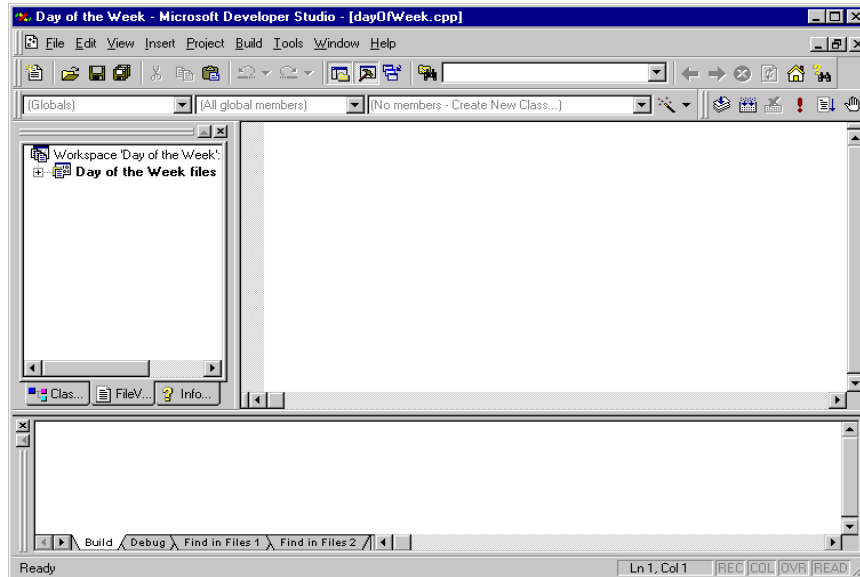 Day of the Week - Microsoft Developer Studio - [dayOfWeek.cpp]
File Edit View Insert Project Build Tools Window Help
(Globals) (All global members) (No members - Create New Class...)
Workspace 'Day of the Week':
Day of the Week files
Clas... FileV... Info...
Build Debug Find in Files 1 Find in Files 2
Ready Ln 1, Col 1 REC COL OVR READ